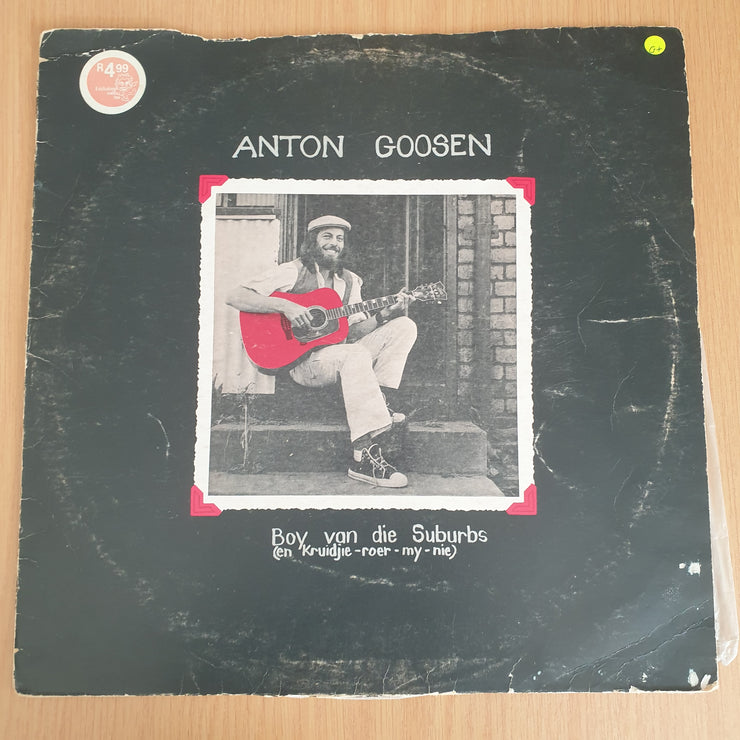 R4.99
G+
ANTON GOOSEN
Boy van die Suburbs
(en Kruidjie-roer-my-nie)